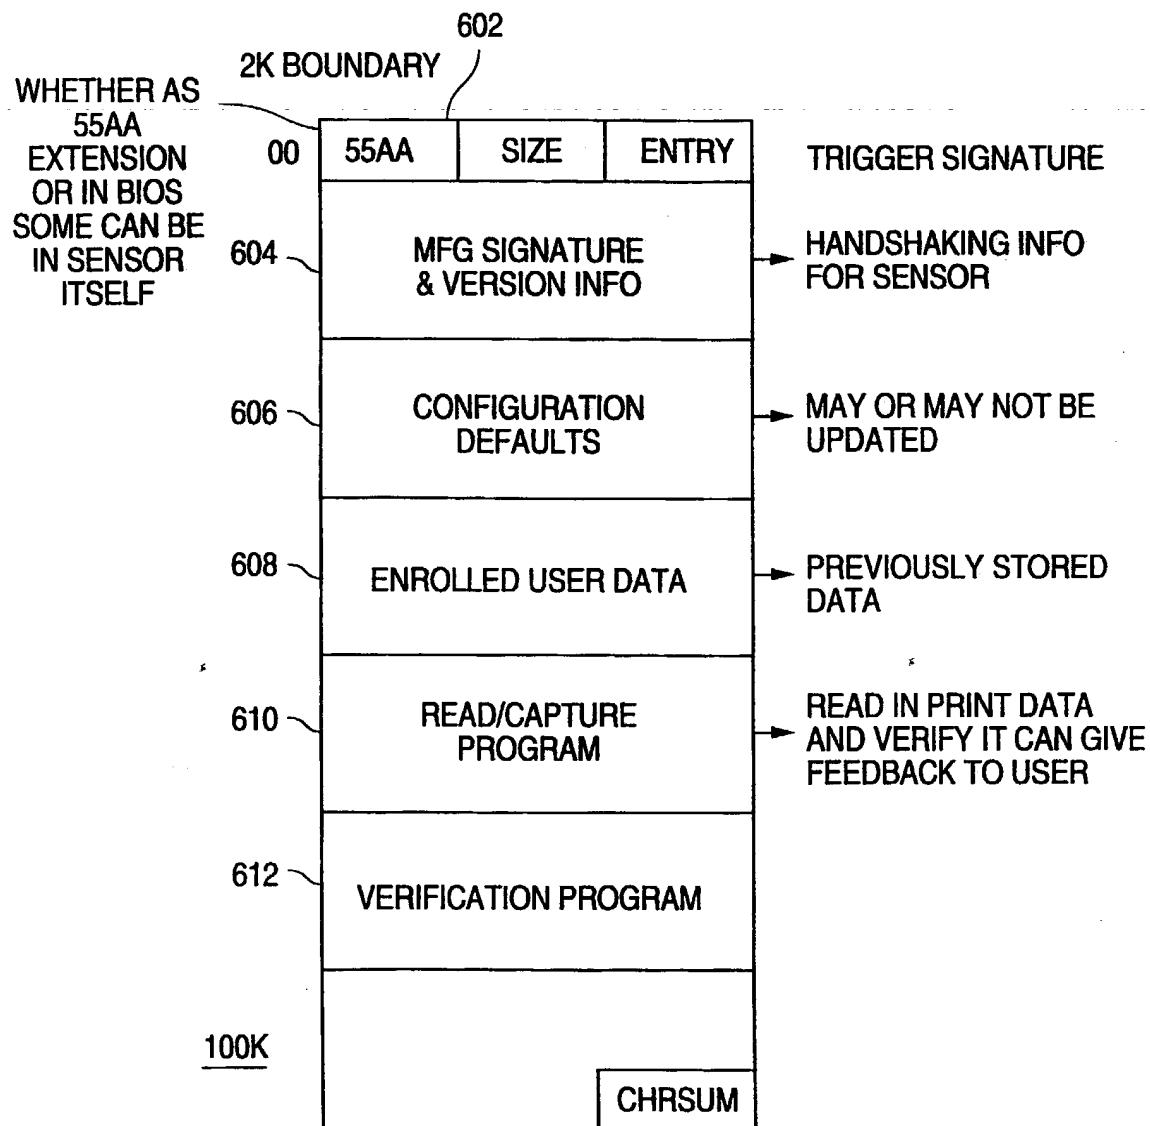 602
2K BOUNDARY
WHETHER AS
55AA
EXTENSION
OR IN BIOS
SOME CAN BE
IN SENSOR
ITSELF
00
55AA
SIZE
ENTRY
TRIGGER SIGNATURE
604
MFG SIGNATURE
& VERSION INFO
HANDSHAKING INFO
FOR SENSOR
606
CONFIGURATION
DEFAULTS
MAY OR MAY NOT BE
UPDATED
608
ENROLLED USER DATA
PREVIOUSLY STORED
DATA
610
READ/CAPTURE
PROGRAM
READ IN PRINT DATA
AND VERIFY IT CAN GIVE
FEEDBACK TO USER
612
VERIFICATION PROGRAM
100K
CHRSUM